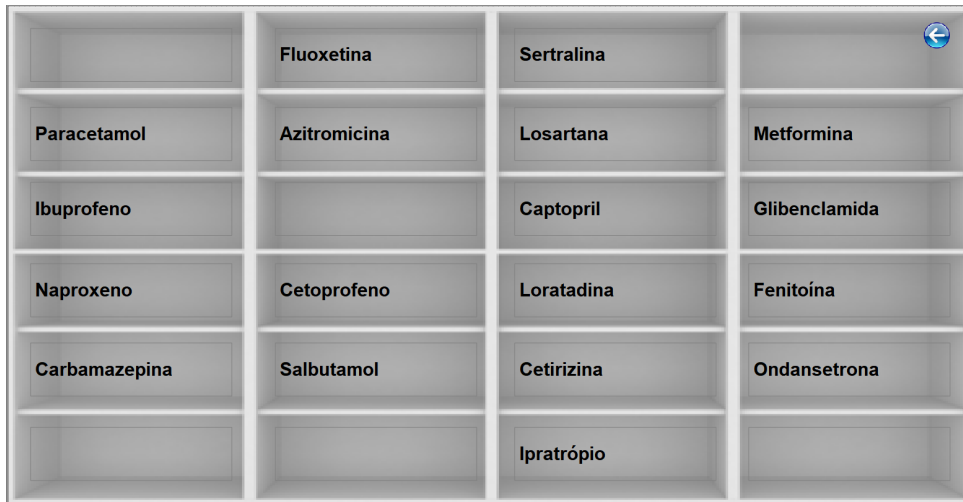 Fluoxetina
Sertralina
Paracetamol
Azitromicina
Losartana
Metformina
Ibuprofeno
Captopril
Glibenclamida
Naproxeno
Cetoprofeno
Loratadina
Fenitoína
Carbamazepina
Salbutamol
Cetirizina
Ondansetrona
Ipratrópio